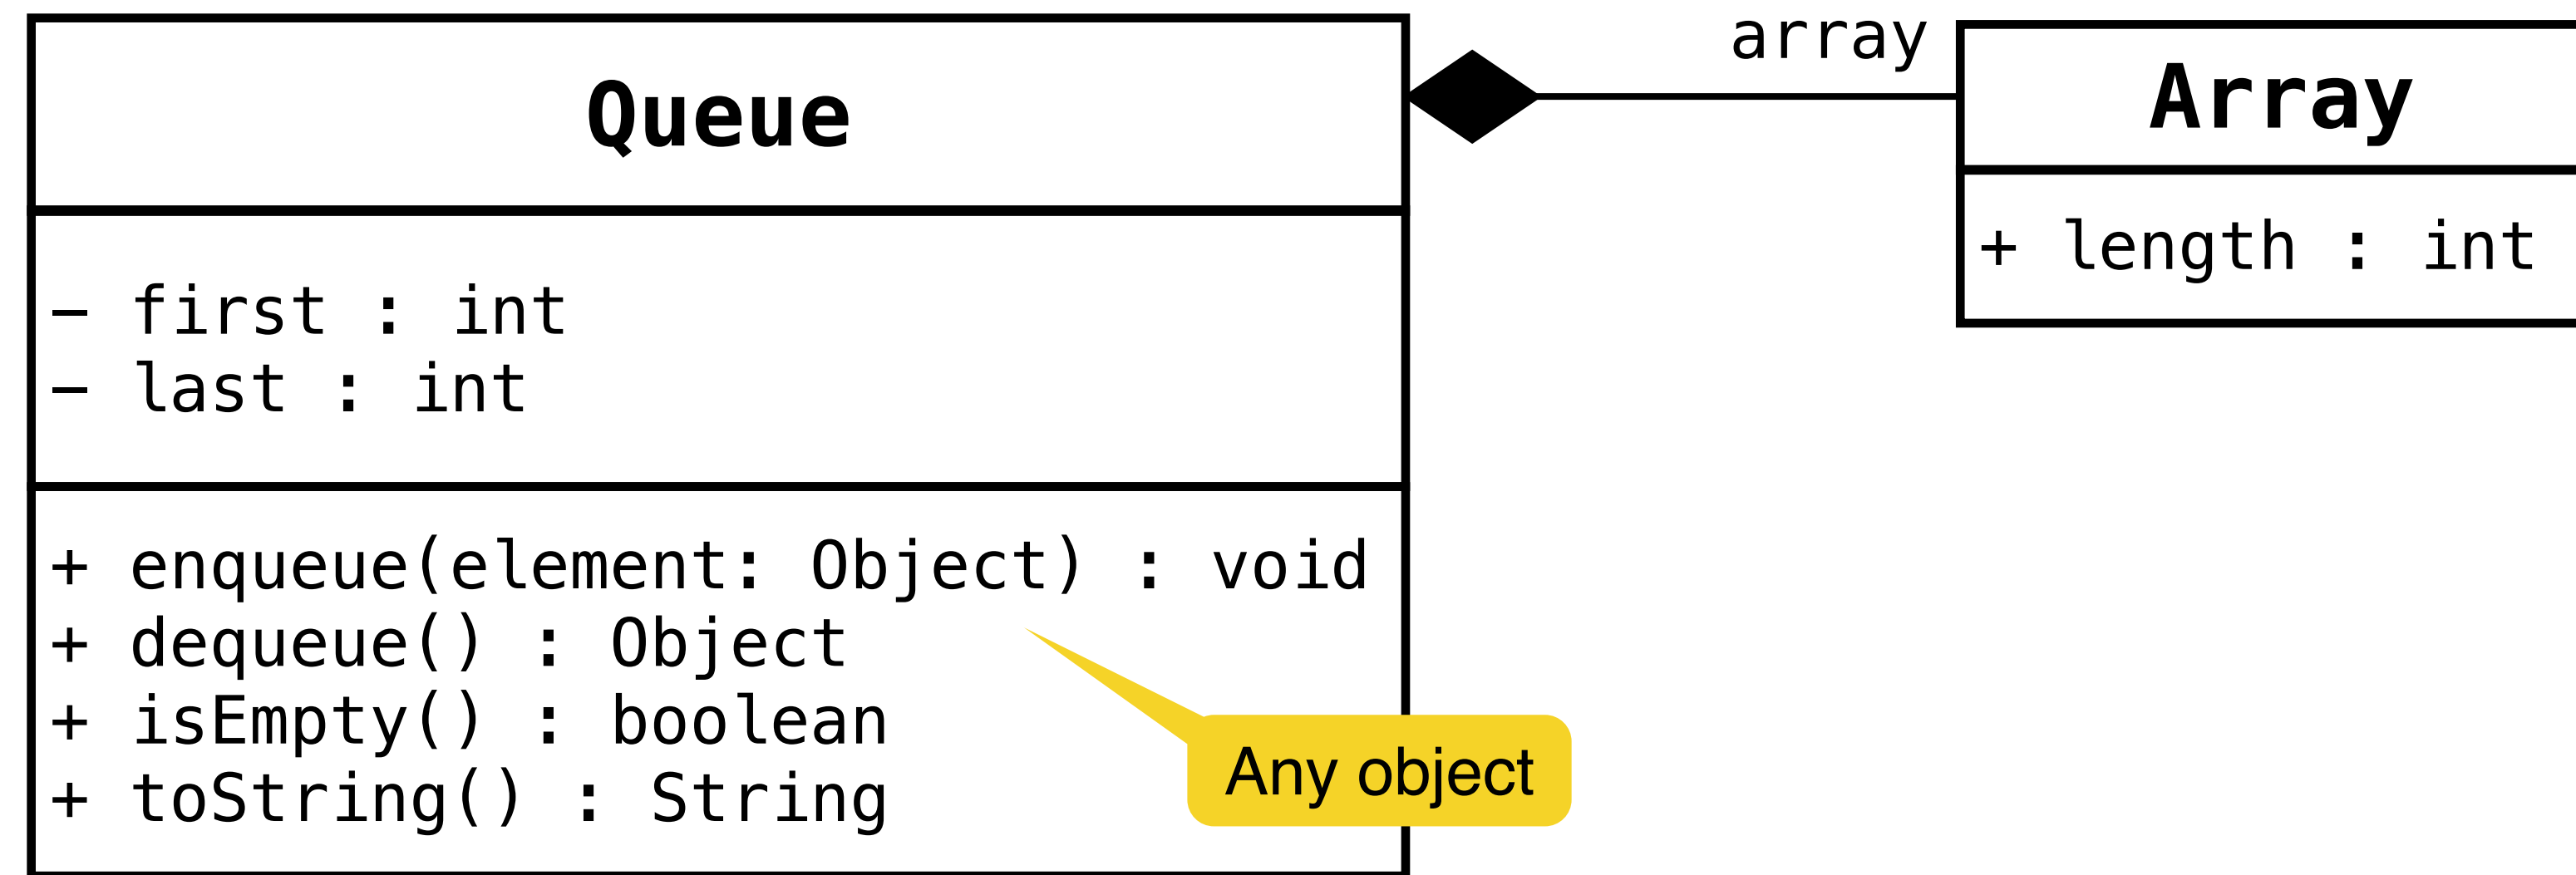 Queue
− first : int
− last : int
+ enqueue(element: Object) : void
+ dequeue() : Object
+ isEmpty() : boolean
+ toString() : String
Any object
array
Array
+ length : int